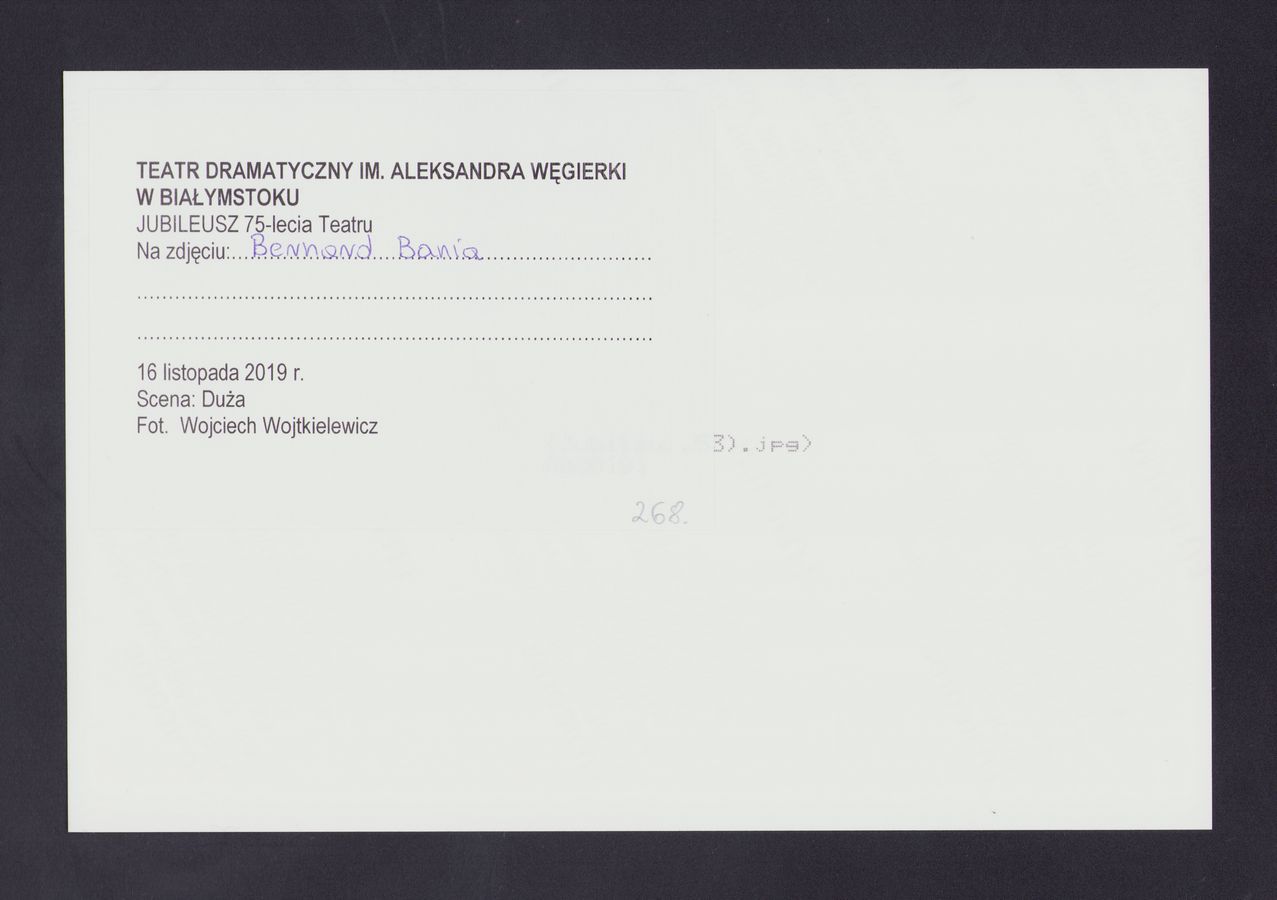 TEATR DRAMATYCZNY IM. ALEKSANDRA WĘGIERKI
W BIAŁYMSTOKU
JUBILEUSZ 75-lecia Teatru
Na zdjęciu:...Bernard Bania..............................
................................................................................
................................................................................
16 listopada 2019 r.
Scena: Duża
Fot. Wojciech Wojtkielewicz
3).jpg)
268.